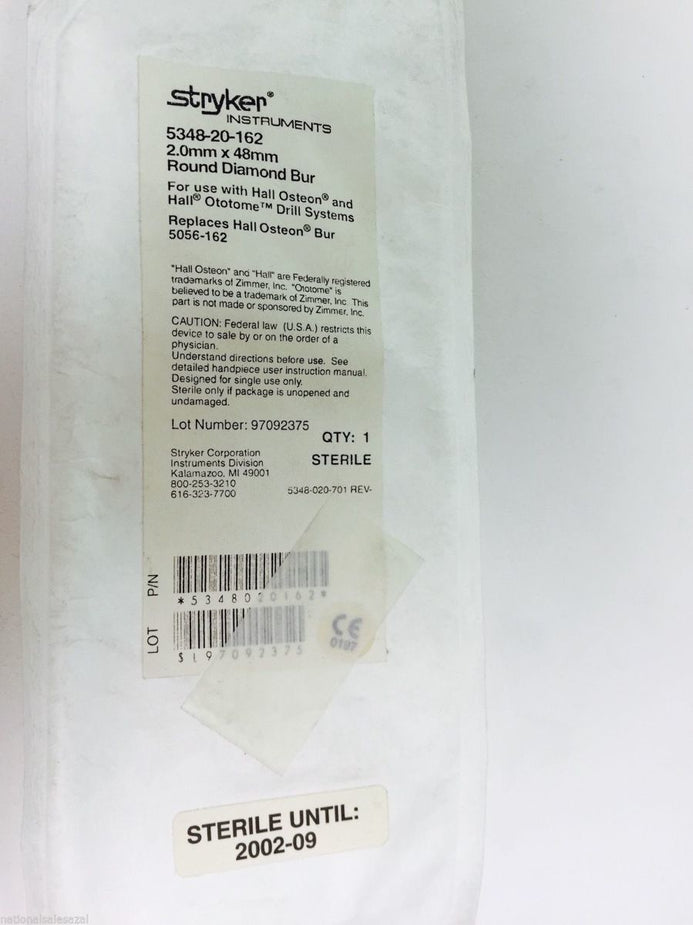 stryker®
INSTRUMENTS
5348-20-162
2.0mm x 48mm
Round Diamond Bur
For use with Hall Osteon® and
Hall® Ototome™ Drill Systems
Replaces Hall Osteon® Bur
5056-162
"Hall Osteon" and "Hall" are Federally registered
trademarks of Zimmer, Inc. "Ototome" is
believed to be a trademark of Zimmer, Inc. This
part is not made or sponsored by Zimmer, Inc.
CAUTION: Federal law (U.S.A.) restricts this
device to sale by or on the order of a
physician.
Understand directions before use. See
detailed handpiece user instruction manual.
Designed for single use only.
Sterile only if package is unopened and
undamaged.
Lot Number: 97092375
QTY: 1
Stryker Corporation
Instruments Division
Kalamazoo, MI 49001
800-253-3210
616-323-7700
STERILE
5348-020-701 REV-
P/N
*5348020162*
LOT
$L97092375
CE
0197
STERILE UNTIL:
2002-09
nationalsalesazal